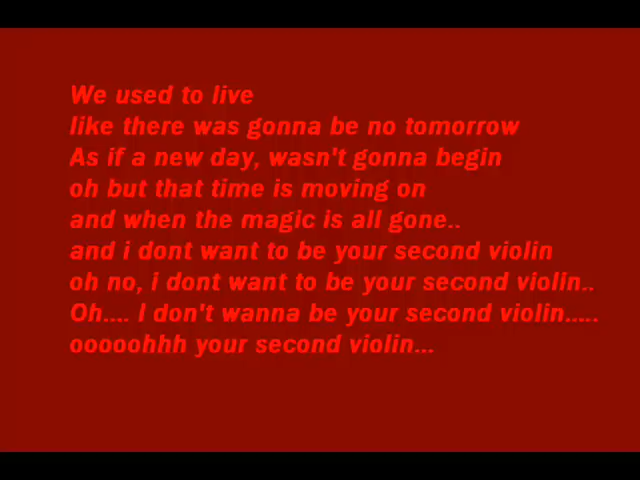 We used to live
like there was gonna be no tomorrow
As if a new day, wasn't gonna begin
oh but that time is moving on
and when the magic is all gone..
and i dont want to be your second violin
oh no, i dont want to be your second violin..
Oh.... I don't wanna be your second violin.....
ooooohhh your second violin...